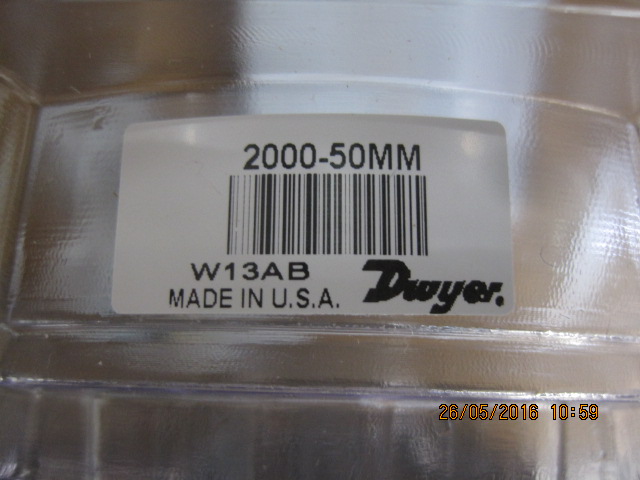 2000-50MM
W13AB
MADE IN U.S.A.
Dwyer.
26/05/2016 10:59